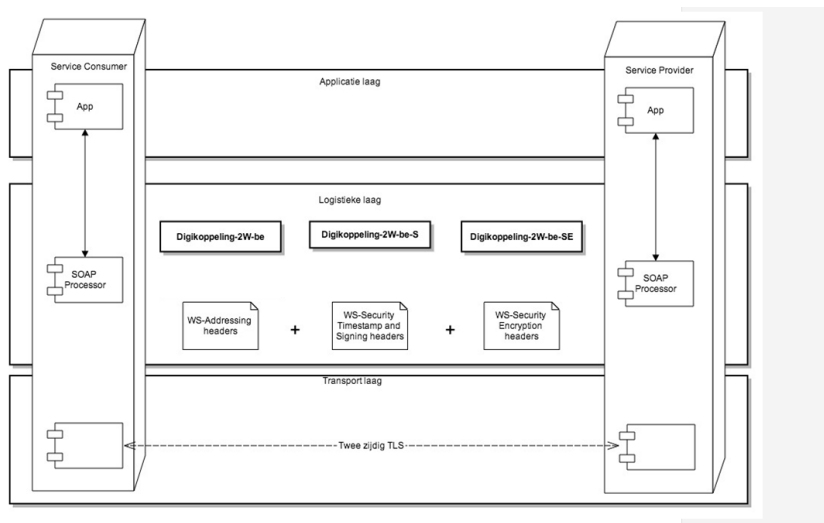 Service Consumer
Service Provider
Applicatie laag
App
App
Logistieke laag
Digikoppeling-2W-be
Digikoppeling-2W-be-S
Digikoppeling-2W-be-SE
SOAP
Processor
SOAP
Processor
WS-Addressing
headers
+
WS-Security
Timestamp and
Signing headers
+
WS-Security
Encryption
headers
Transport laag
Twee zijdig TLS